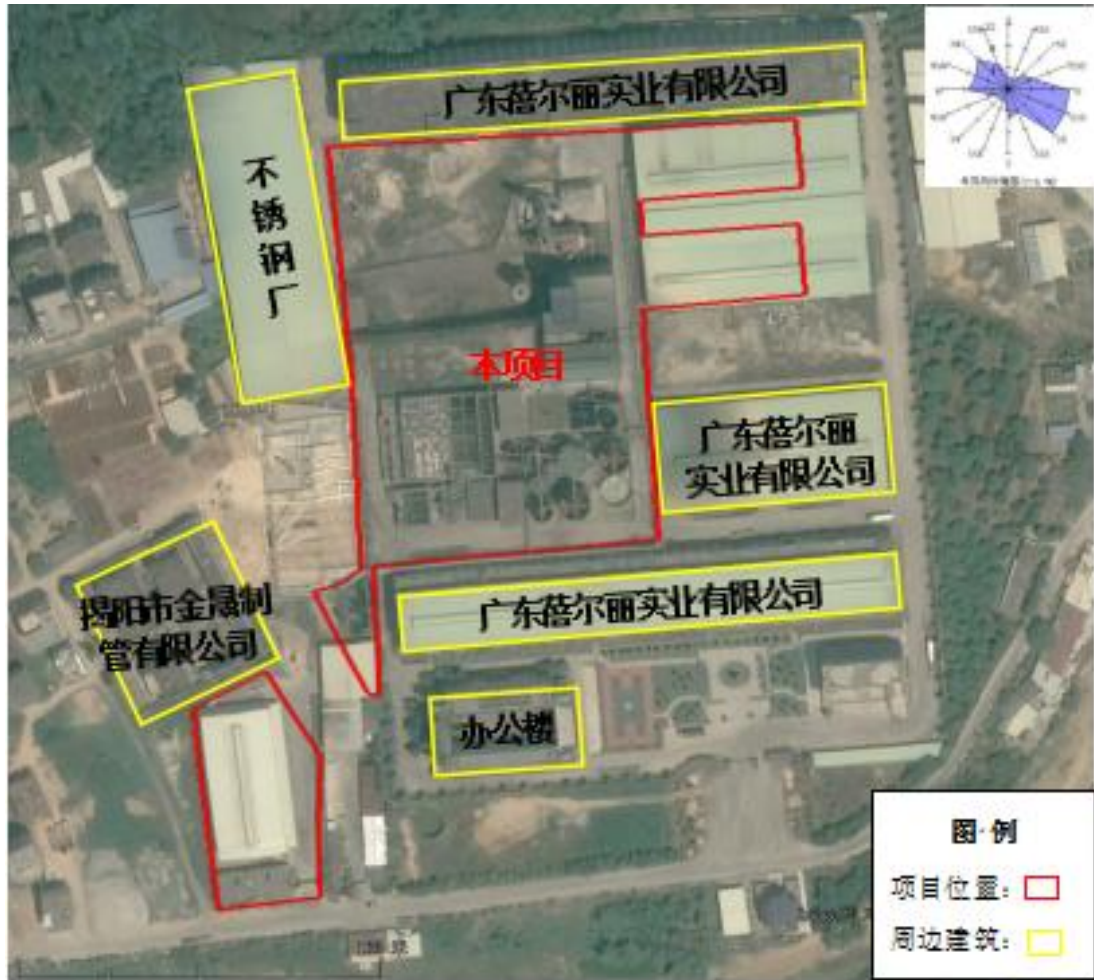 广东蓓尔丽实业有限公司
不
锈
钢
厂
本项目
广东蓓尔丽
实业有限公司
揭阳市金晟制
管有限公司
广东蓓尔丽实业有限公司
办公楼
图 例
项目位置：
周边建筑：